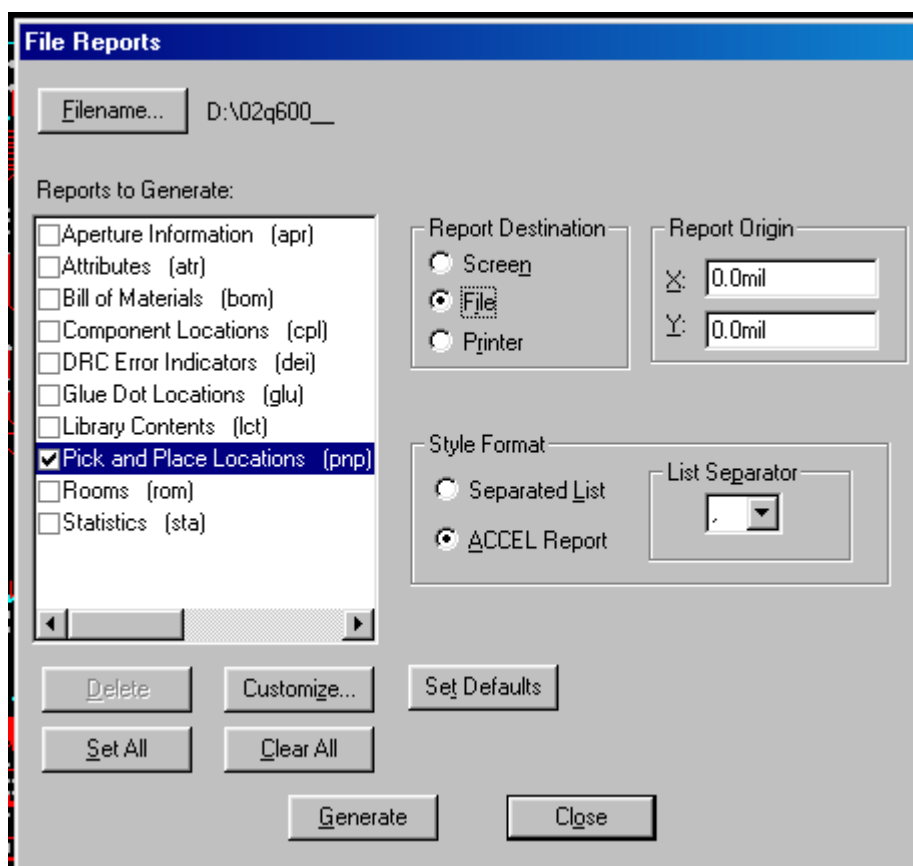 File Reports
Filename... D:\02q600__
Reports to Generate:
Aperture Information (apr)
Attributes (atr)
Bill of Materials (bom)
Component Locations (cpl)
DRC Error Indicators (dei)
Glue Dot Locations (glu)
Library Contents (lct)
Pick and Place Locations (pnp)
Rooms (rom)
Statistics (sta)
Report Destination
Screen
File
Printer
Report Origin
X: 0.0mil
Y: 0.0mil
Style Format
Separated List
ACCEL Report
List Separator
,
Delete
Customize...
Set Defaults
Set All
Clear All
Generate
Close